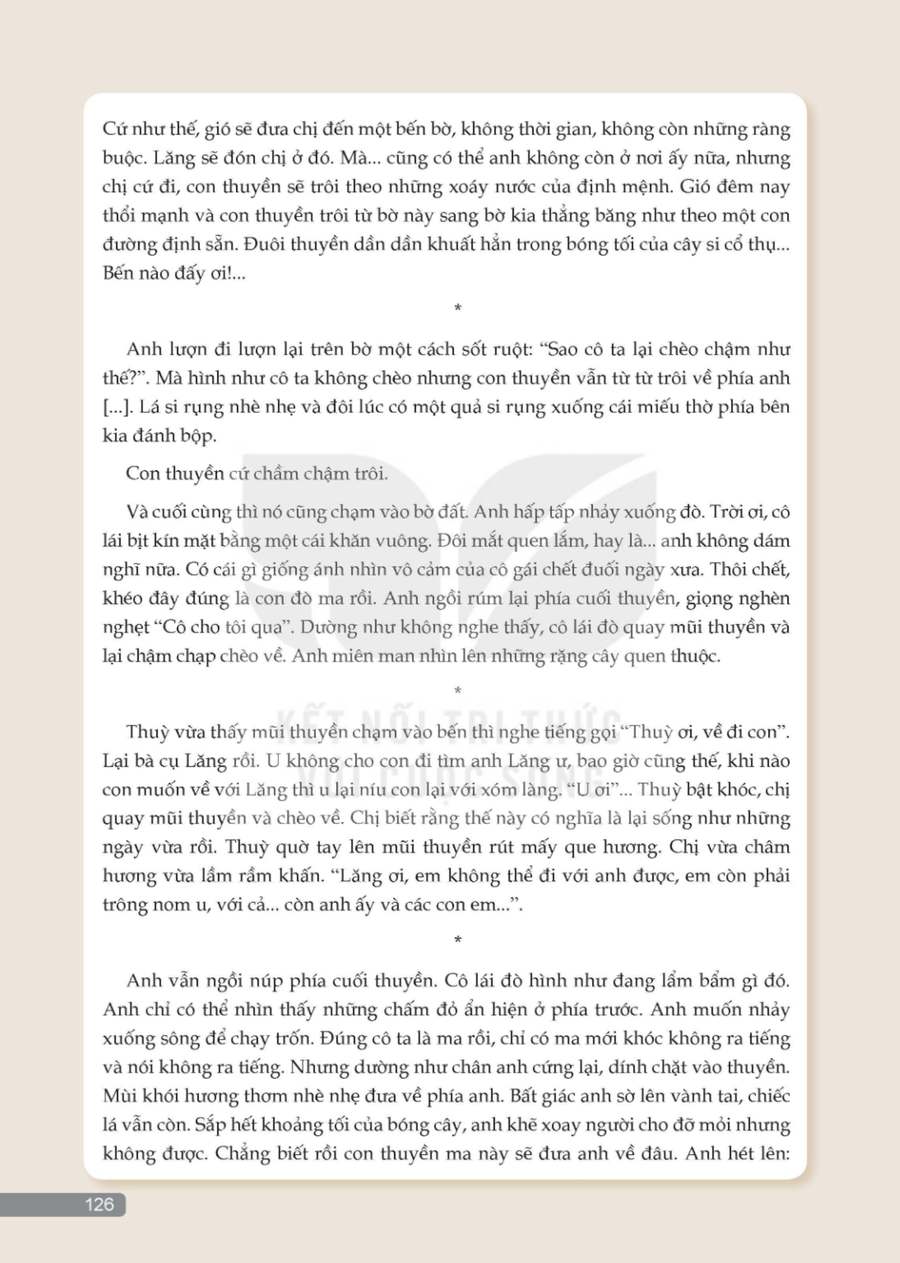 Cứ như thế, gió sẽ đưa chị đến một bến bờ, không thời gian, không còn những ràng
buộc. Lăng sẽ đón chị ở đó. Mà... cũng có thể anh không còn ở nơi ấy nữa, nhưng
chị cứ đi, con thuyền sẽ trôi theo những xoáy nước của định mệnh. Gió đêm nay
thổi mạnh và con thuyền trôi từ bờ này sang bờ kia thẳng băng như theo một con
đường định sẵn. Đuôi thuyền dần dần khuất hẳn trong bóng tối của cây si cổ thụ...
Bến nào đấy ơi!...
*
Anh lượn đi lượn lại trên bờ một cách sốt ruột: “Sao cô ta lại chèo chậm như
thế?”. Mà hình như cô ta không chèo nhưng con thuyền vẫn từ từ trôi về phía anh
[...]. Lá si rụng nhè nhẹ và đôi lúc có một quả si rụng xuống cái miếu thờ phía bên
kia đánh bộp.
Con thuyền cứ chầm chậm trôi.
Và cuối cùng thì nó cũng chạm vào bờ đất. Anh hấp tấp nhảy xuống đò. Trời ơi, cô
lái bịt kín mặt bằng một cái khăn vuông. Đôi mắt quen lắm, hay là... anh không dám
nghĩ nữa. Có cái gì giống ánh nhìn vô cảm của cô gái chết đuối ngày xưa. Thôi chết,
khéo đây đúng là con đò ma rồi. Anh ngồi rúm lại phía cuối thuyền, giọng nghèn
nghẹt “Cô cho tôi qua”. Dường như không nghe thấy, cô lái đò quay mũi thuyền và
lại chậm chạp chèo về. Anh miên man nhìn lên những rặng cây quen thuộc.
*
KẾT NỐI TRI THỨC
VỚI CUỘC SỐNG
Thuỳ vừa thấy mũi thuyền chạm vào bến thì nghe tiếng gọi “Thuỳ ơi, về đi con”.
Lại bà cụ Lăng rồi. U không cho con đi tìm anh Lăng ư, bao giờ cũng thế, khi nào
con muốn về với Lăng thì u lại níu con lại với xóm làng. “U ơi”... Thuỳ bật khóc, chị
quay mũi thuyền và chèo về. Chị biết rằng thế này có nghĩa là lại sống như những
ngày vừa rồi. Thuỳ quờ tay lên mũi thuyền rút mấy que hương. Chị vừa châm
hương vừa lầm rầm khấn. “Lăng ơi, em không thể đi với anh được, em còn phải
trông nom u, với cả... còn anh ấy và các con em...”.
*
Anh vẫn ngồi núp phía cuối thuyền. Cô lái đò hình như đang lẩm bẩm gì đó.
Anh chỉ có thể nhìn thấy những chấm đỏ ẩn hiện ở phía trước. Anh muốn nhảy
xuống sông để chạy trốn. Đúng cô ta là ma rồi, chỉ có ma mới khóc không ra tiếng
và nói không ra tiếng. Nhưng dường như chân anh cứng lại, dính chặt vào thuyền.
Mùi khói hương thơm nhè nhẹ đưa về phía anh. Bất giác anh sờ lên vành tai, chiếc
lá vẫn còn. Sắp hết khoảng tối của bóng cây, anh khẽ xoay người cho đỡ mỏi nhưng
không được. Chẳng biết rồi con thuyền ma này sẽ đưa anh về đâu. Anh hét lên:
126